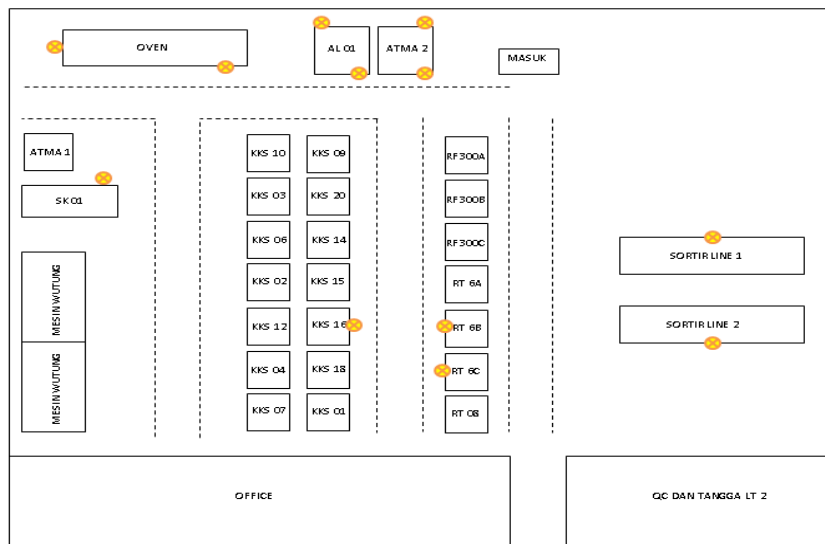 OVEN
AL 01
ATMA 2
MASUK
ATMA 1
SK 01
MESIN WUTUNG
MESIN WUTUNG
KKS 10
KKS 09
KKS 03
KKS 20
KKS 06
KKS 14
KKS 02
KKS 15
KKS 12
KKS 16
KKS 04
KKS 18
KKS 07
KKS 01
RF300A
RF300B
RF300C
RT 6A
RT 6B
RT 6C
RT 08
SORTIR LINE 1
SORTIR LINE 2
OFFICE
QC DAN TANGGA LT 2